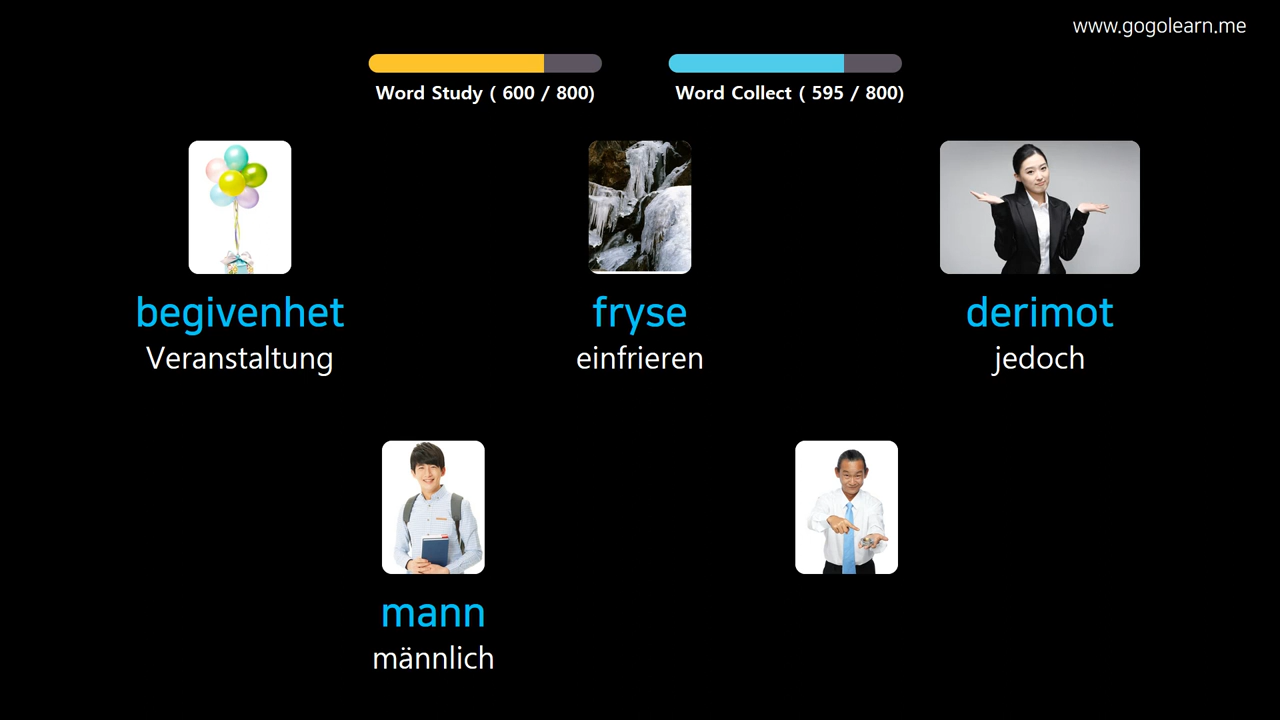 www.gogolearn.me
Word Study ( 600 / 800)
Word Collect ( 595 / 800)
begivenhet
Veranstaltung
fryse
einfrieren
derimot
jedoch
mann
männlich